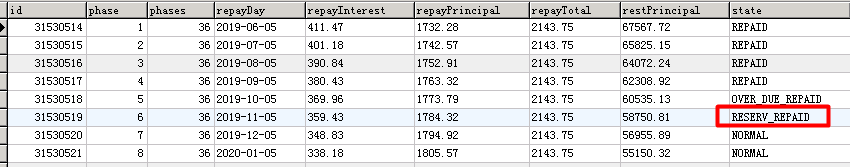 id phase phases repayDay repayInterest repayPrincipal repayTotal restPrincipal state
31530514 1 36 2019-06-05 411.47 1732.28 2143.75 67567.72 REPAID
31530515 2 36 2019-07-05 401.18 1742.57 2143.75 65825.15 REPAID
31530516 3 36 2019-08-05 390.84 1752.91 2143.75 64072.24 REPAID
31530517 4 36 2019-09-05 380.43 1763.32 2143.75 62308.92 REPAID
31530518 5 36 2019-10-05 369.96 1773.79 2143.75 60535.13 OVER_DUE_REPAID
31530519 6 36 2019-11-05 359.43 1784.32 2143.75 58750.81 RESERV_REPAID
31530520 7 36 2019-12-05 348.83 1794.92 2143.75 56955.89 NORMAL
31530521 8 36 2020-01-05 338.18 1805.57 2143.75 55150.32 NORMAL